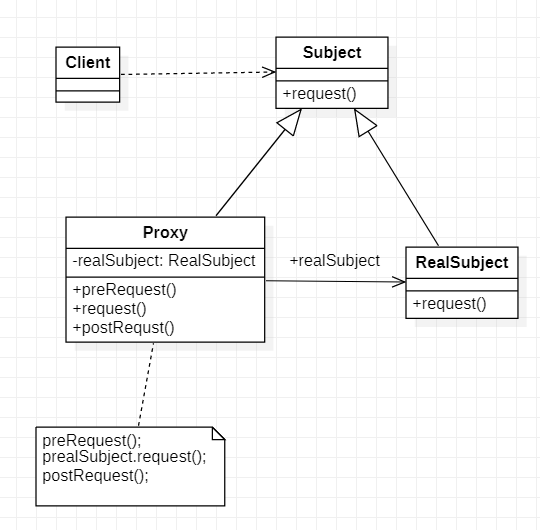 Client
Subject
+request()
Proxy
-realSubject: RealSubject
+preRequest()
+request()
+postRequst()
+realSubject
RealSubject
+request()
preRequest();
prealSubject.request();
postRequest();